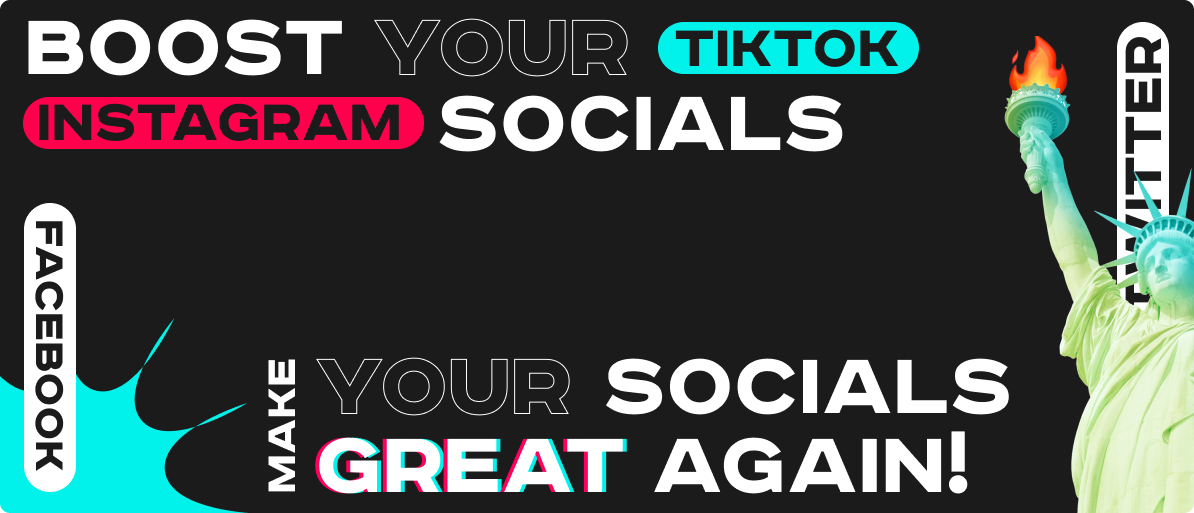 BOOST YOUR TIKTOK
INSTAGRAM SOCIALS
TWITTER
FACEBOOK
MAKE
YOUR SOCIALS
GREAT AGAIN!